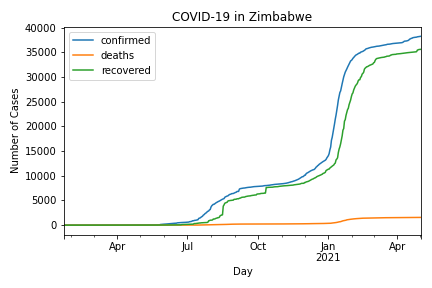 COVID-19 in Zimbabwe
confirmed
deaths
recovered
Number of Cases
40000
35000
30000
25000
20000
15000
10000
5000
0
Apr
Jul
Oct
Jan
2021
Apr
Day